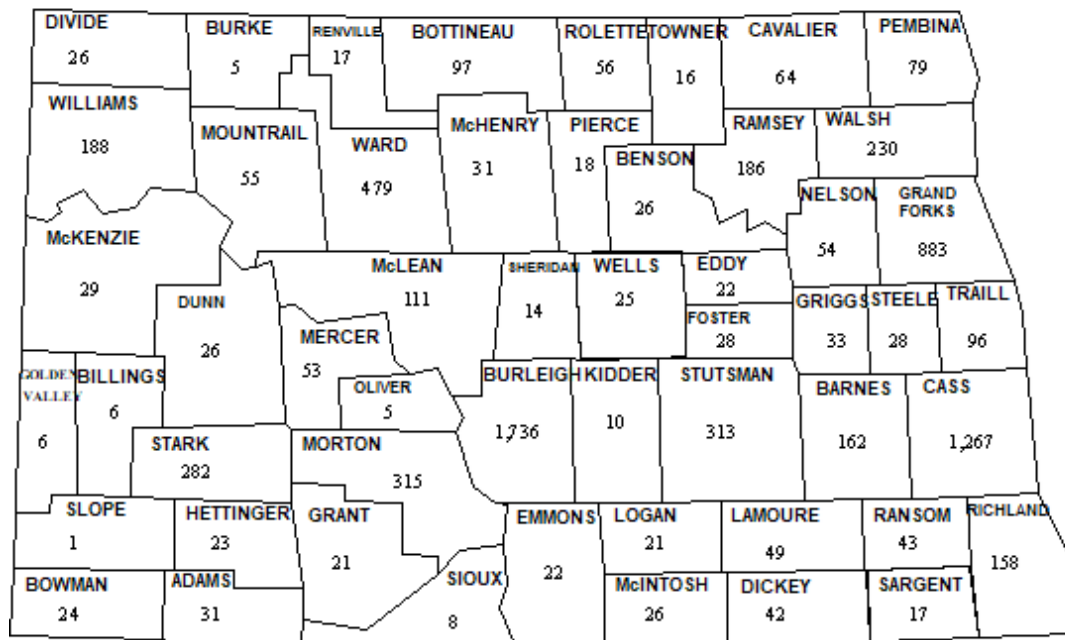 DIVIDE
26
BURKE
5
RENVILLE
17
BOTTINEAU
97
ROLETTE
56
TOWNER
16
CAVALIER
64
PEMBINA
79
WILLIAMS
188
MOUNTRAIL
55
WARD
479
McHENRY
31
PIERCE
18
BENSON
26
RAMSEY
186
WALSH
230
NELSON
54
GRAND
FORKS
883
McKENZIE
29
DUNN
26
McLEAN
111
SHERIDAN
14
WELLS
25
EDDY
22
FOSTER
28
GRIGGS
33
STEELE
28
TRAILL
96
MERCER
53
OLIVER
5
GOLDEN
VALLEY
6
BILLINGS
6
STARK
282
MORTON
315
BURLEIGH
1,736
KIDDER
10
STUTSMAN
313
BARNES
162
CASS
1,267
SLOPE
1
HETTINGER
23
GRANT
21
EMMONS
22
LOGAN
21
LAMOURE
49
RANSOM
43
RICHLAND
158
BOWMAN
24
ADAMS
31
SIOUX
8
McINTOSH
26
DICKEY
42
SARGENT
17